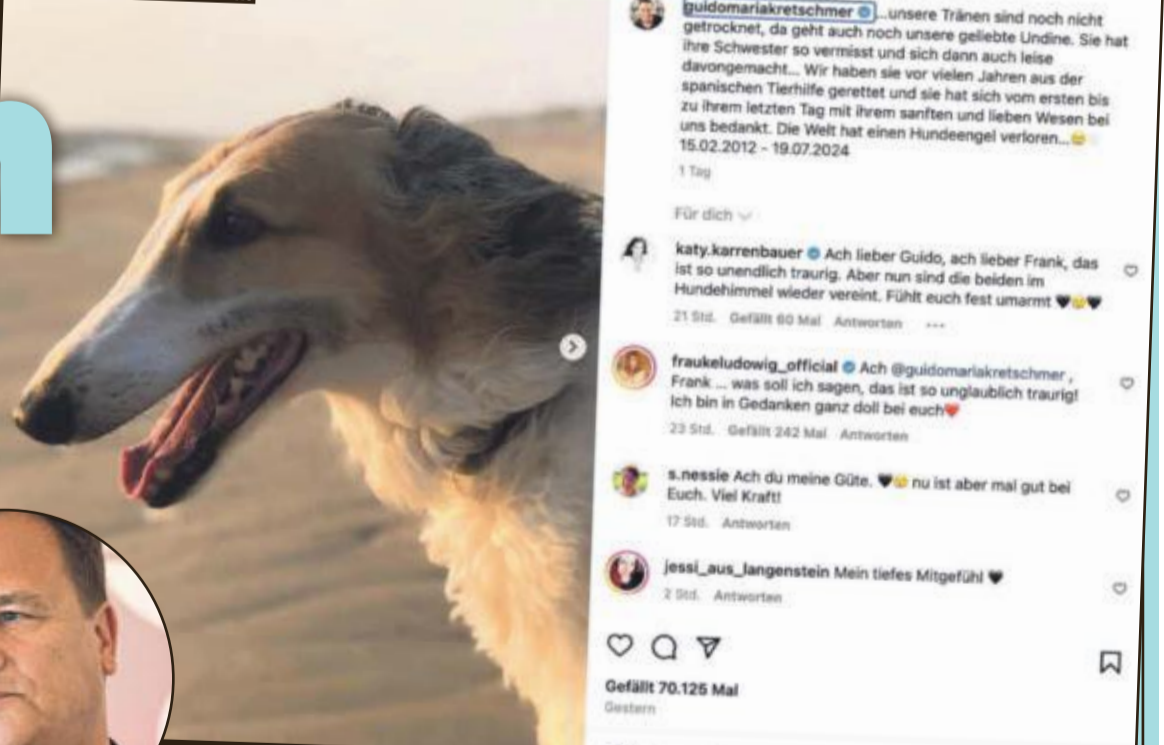 n
guidomariakretschmer ...unsere Tränen sind noch nicht
getrocknet, da geht auch noch unsere geliebte Undine. Sie hat
ihre Schwester so vermisst und sich dann auch leise
davongemacht... Wir haben sie vor vielen Jahren aus der
spanischen Tierhilfe gerettet und sie hat sich vom ersten bis
zu ihrem letzten Tag mit ihrem sanften und lieben Wesen bei
uns bedankt. Die Welt hat einen Hundeengel verloren...😢
15.02.2012 - 19.07.2024
1 Tag
Für dich
katy.karrenbauer Ach lieber Guido, ach lieber Frank, das
ist so unendlich traurig. Aber nun sind die beiden im
Hundehimmel wieder vereint. Fühlt euch fest umarmt 🖤😢🖤
21 Std. Gefällt 60 Mal Antworten ...
fraukeludowig_official Ach @guidomariakretschmer ,
Frank ... was soll ich sagen, das ist so unglaublich traurig!
Ich bin in Gedanken ganz doll bei euch❤️
23 Std. Gefällt 242 Mal Antworten
s.nessie Ach du meine Güte. 🖤😢 nu ist aber mal gut bei
Euch. Viel Kraft!
17 Std. Antworten
jessi_aus_langenstein Mein tiefes Mitgefühl 🖤
2 Std. Antworten
Gefällt 70.125 Mal
Gestern